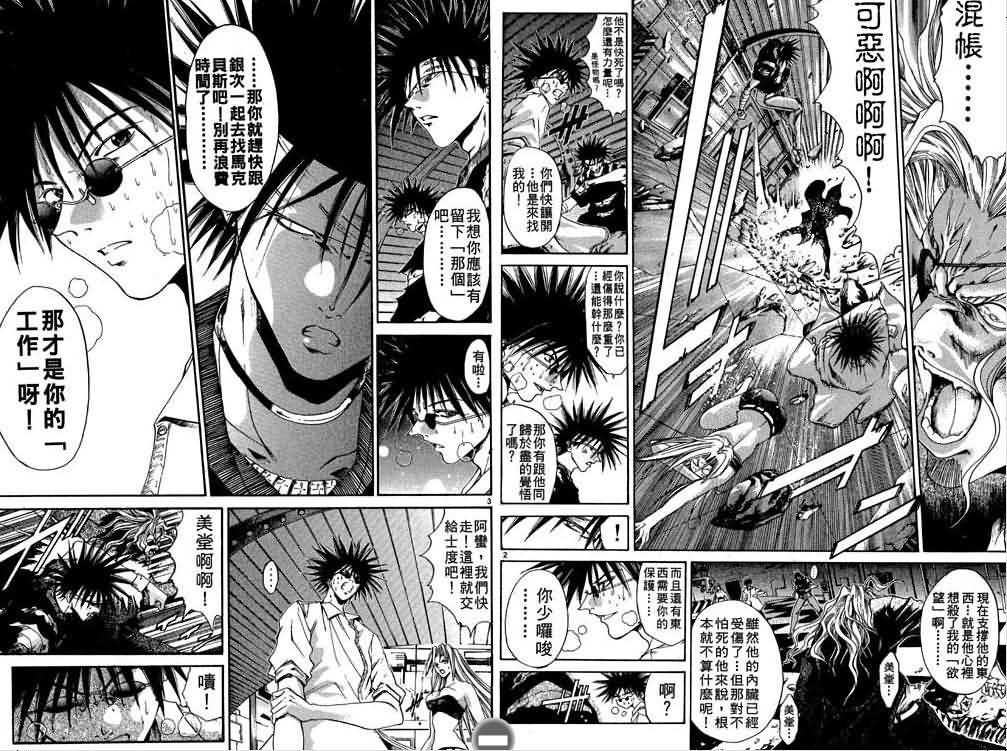 混帳……
可惡啊啊啊！
他不是快死了嗎？
怎麼還有力量呢…
是怪物嗎？
你們快讓開
…他是來找
我的！
你說什麼？你已
經傷得那麼重了
…還能幹什麼？
那你有跟他同
歸於盡的覺悟
了嗎？
！
現在支撐他的東
西…就是他心裡
想殺了我的「欲
望」啊……
美堂…
美堂
雖然他的內臟已經
受傷了…但那對不
怕死的他來說，根
本就不算什麼呢！
而且還有東
西需要你的
保護……
你少囉唆
……
啊？
2
我想你應該有
留下「那個」
吧……
……那你就趕快跟
銀次一起去找馬克
貝斯吧！別再浪費
時間了……
有啦…
那才是你的「
工作」呀！
3
阿蠻，我們快
走！這裡就交
給士度吧！
…
美堂啊啊！
嘖！